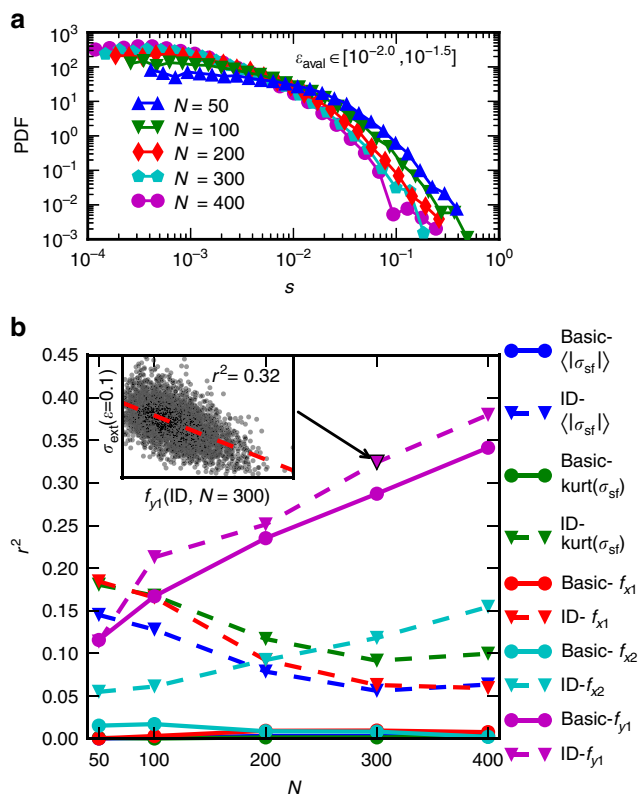 a
10³
10²
10¹
10⁰
10⁻¹
10⁻²
10⁻³
PDF
ε_aval ∈ [10⁻²·⁰, 10⁻¹·⁵]
N = 50
N = 100
N = 200
N = 300
N = 400
10⁻⁴ 10⁻³ 10⁻² 10⁻¹ 10⁰
s
b
0.45
0.40
0.35
0.30
0.25
0.20
0.15
0.10
0.05
0.00
r²
σ_ext(ε=0.1)
r² = 0.32
f_y1(ID, N = 300)
50 100 200 300 400
N
Basic-
⟨|σ_sf|⟩
ID-
⟨|σ_sf|⟩
Basic-
kurt(σ_sf)
ID-
kurt(σ_sf)
Basic- f_x1
ID- f_x1
Basic- f_x2
ID-f_x2
Basic-f_y1
ID-f_y1